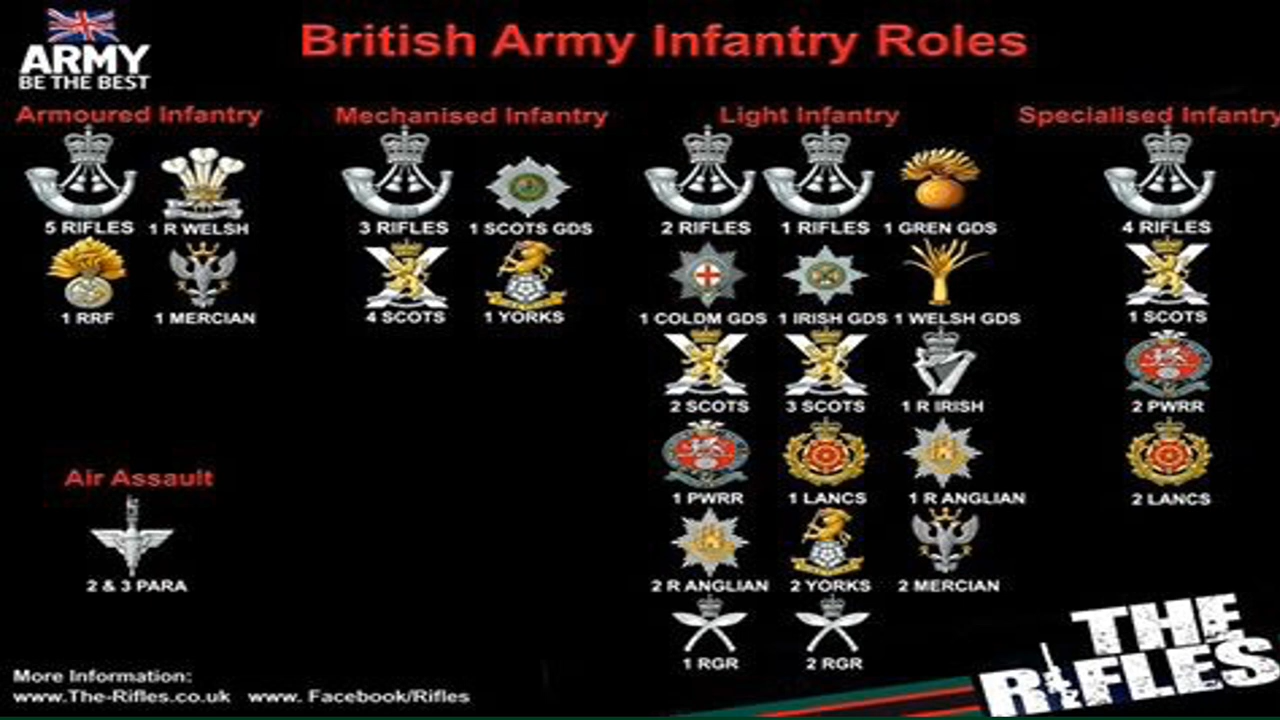 ARMY
BE THE BEST
British Army Infantry Roles
Armoured Infantry
5 RIFLES 1 R WELSH
1 RRF 1 MERCIAN
Air Assault
2 & 3 PARA
Mechanised Infantry
3 RIFLES 1 SCOTS GDS
4 SCOTS 1 YORKS
Light Infantry
2 RIFLES 1 RIFLES 1 GREN GDS
1 COLDM GDS 1 IRISH GDS 1 WELSH GDS
2 SCOTS 3 SCOTS 1 R IRISH
1 PWRR 1 LANCS 1 R ANGLIAN
2 R ANGLIAN 2 YORKS 2 MERCIAN
1 RGR 2 RGR
Specialised Infantry
4 RIFLES
1 SCOTS
2 PWRR
2 LANCS
More Information:
www.The-Rifles.co.uk www. Facebook/Rifles
THE
RIFLES